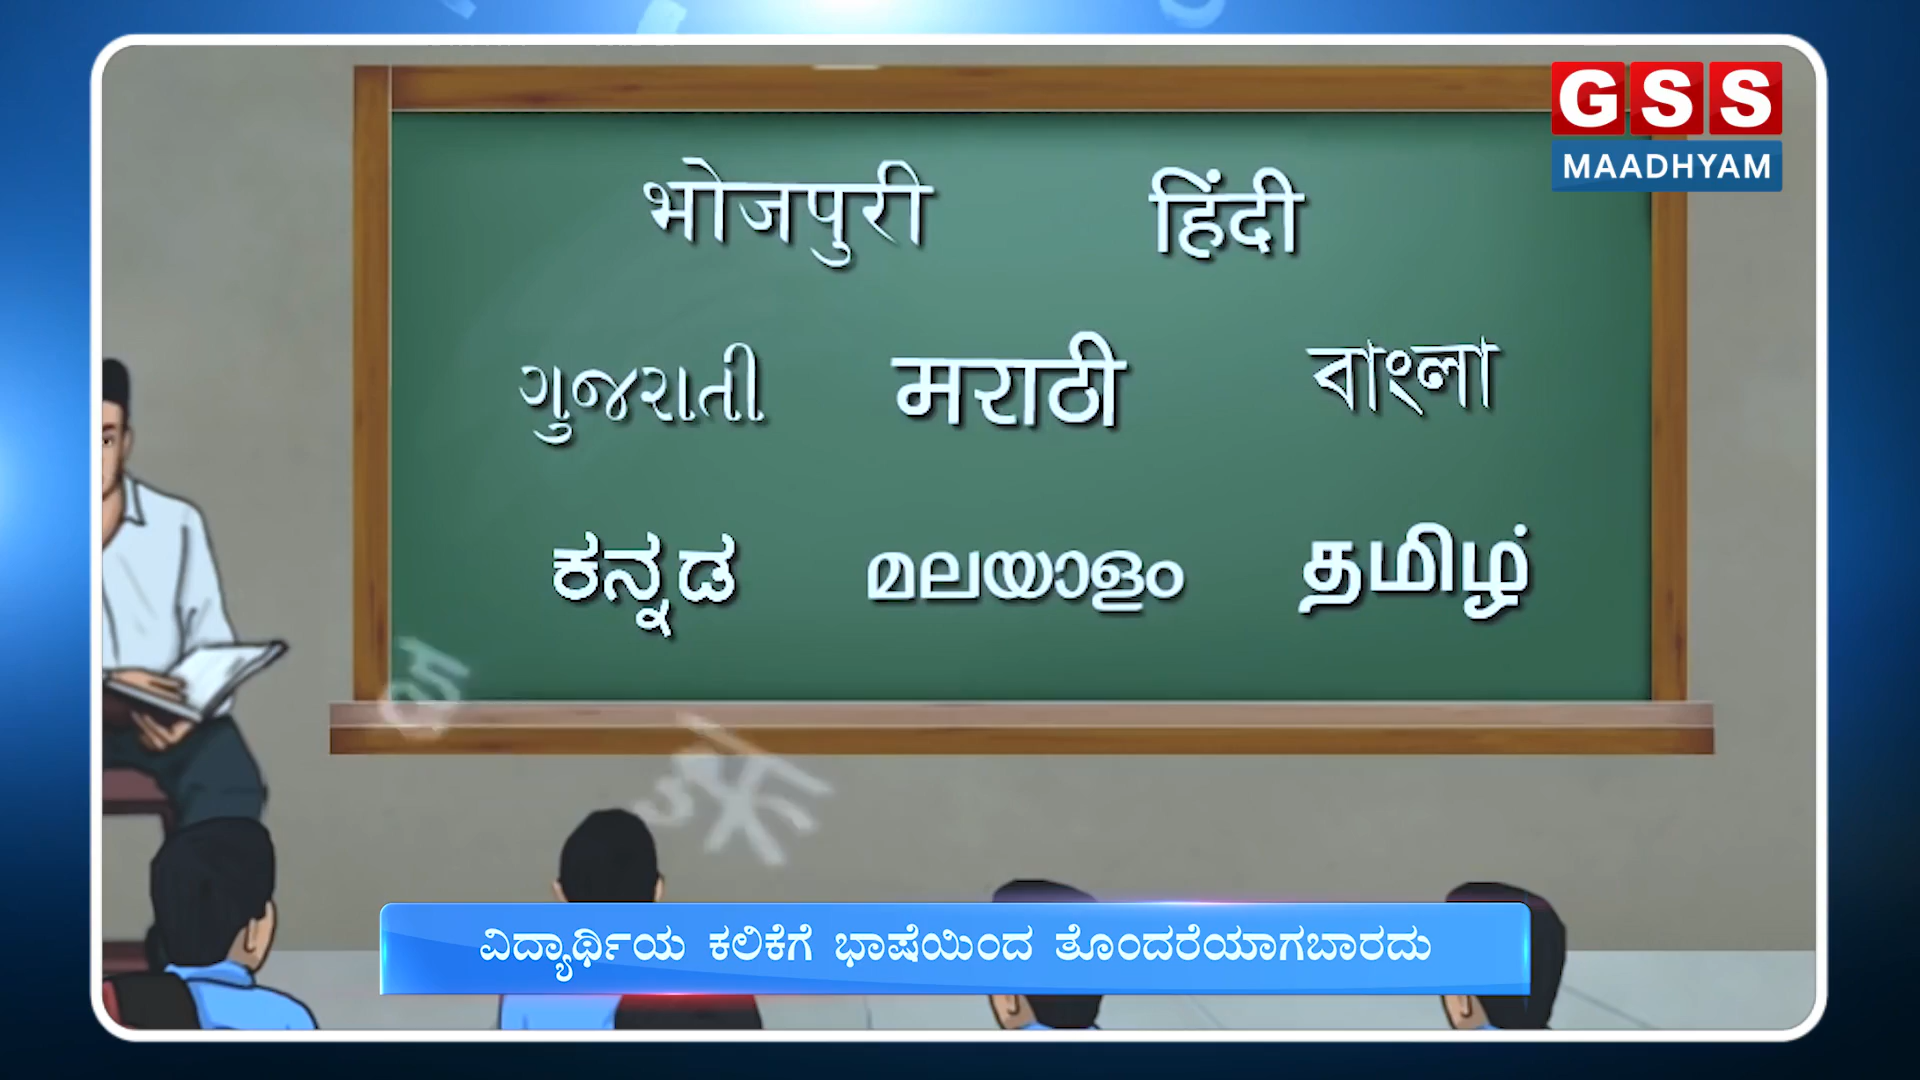 GSS
MAADHYAM
भोजपुरी हिंदी
ગુજરાતી मराठी বাংলা
ಕನ್ನಡ മലയാളം தமிழ்
ವಿದ್ಯಾರ್ಥಿಯ ಕಲಿಕೆಗೆ ಭಾಷೆಯಿಂದ ತೊಂದರೆಯಾಗಬಾರದು